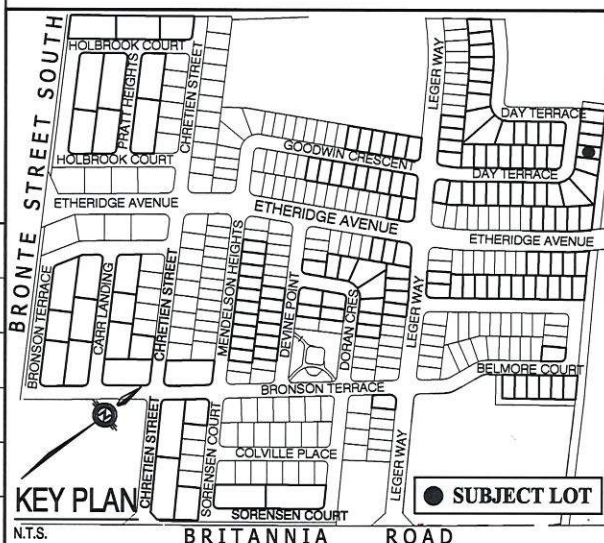 HOLBROOK COURT
BRONTE STREET SOUTH
PRATT HEIGHTS
CHRETIEN STREET
LEGER WAY
DAY TERRACE
GOODWIN CRESCENT
HOLBROOK COURT
DAY TERRACE
ETHERIDGE AVENUE
ETHERIDGE AVENUE
ETHERIDGE AVENUE
BRONSON TERRACE
CARR LANDING
CHRETIEN STREET
MENDELSON HEIGHTS
DEVINE POINT
DORAN CRES
LEGER WAY
BELMORE COURT
BRONSON TERRACE
N
CHRETIEN STREET
SORENSEN COURT
COLVILLE PLACE
LEGER WAY
KEY PLAN
SUBJECT LOT
SORENSEN COURT
N.T.S.
BRITANNIA ROAD